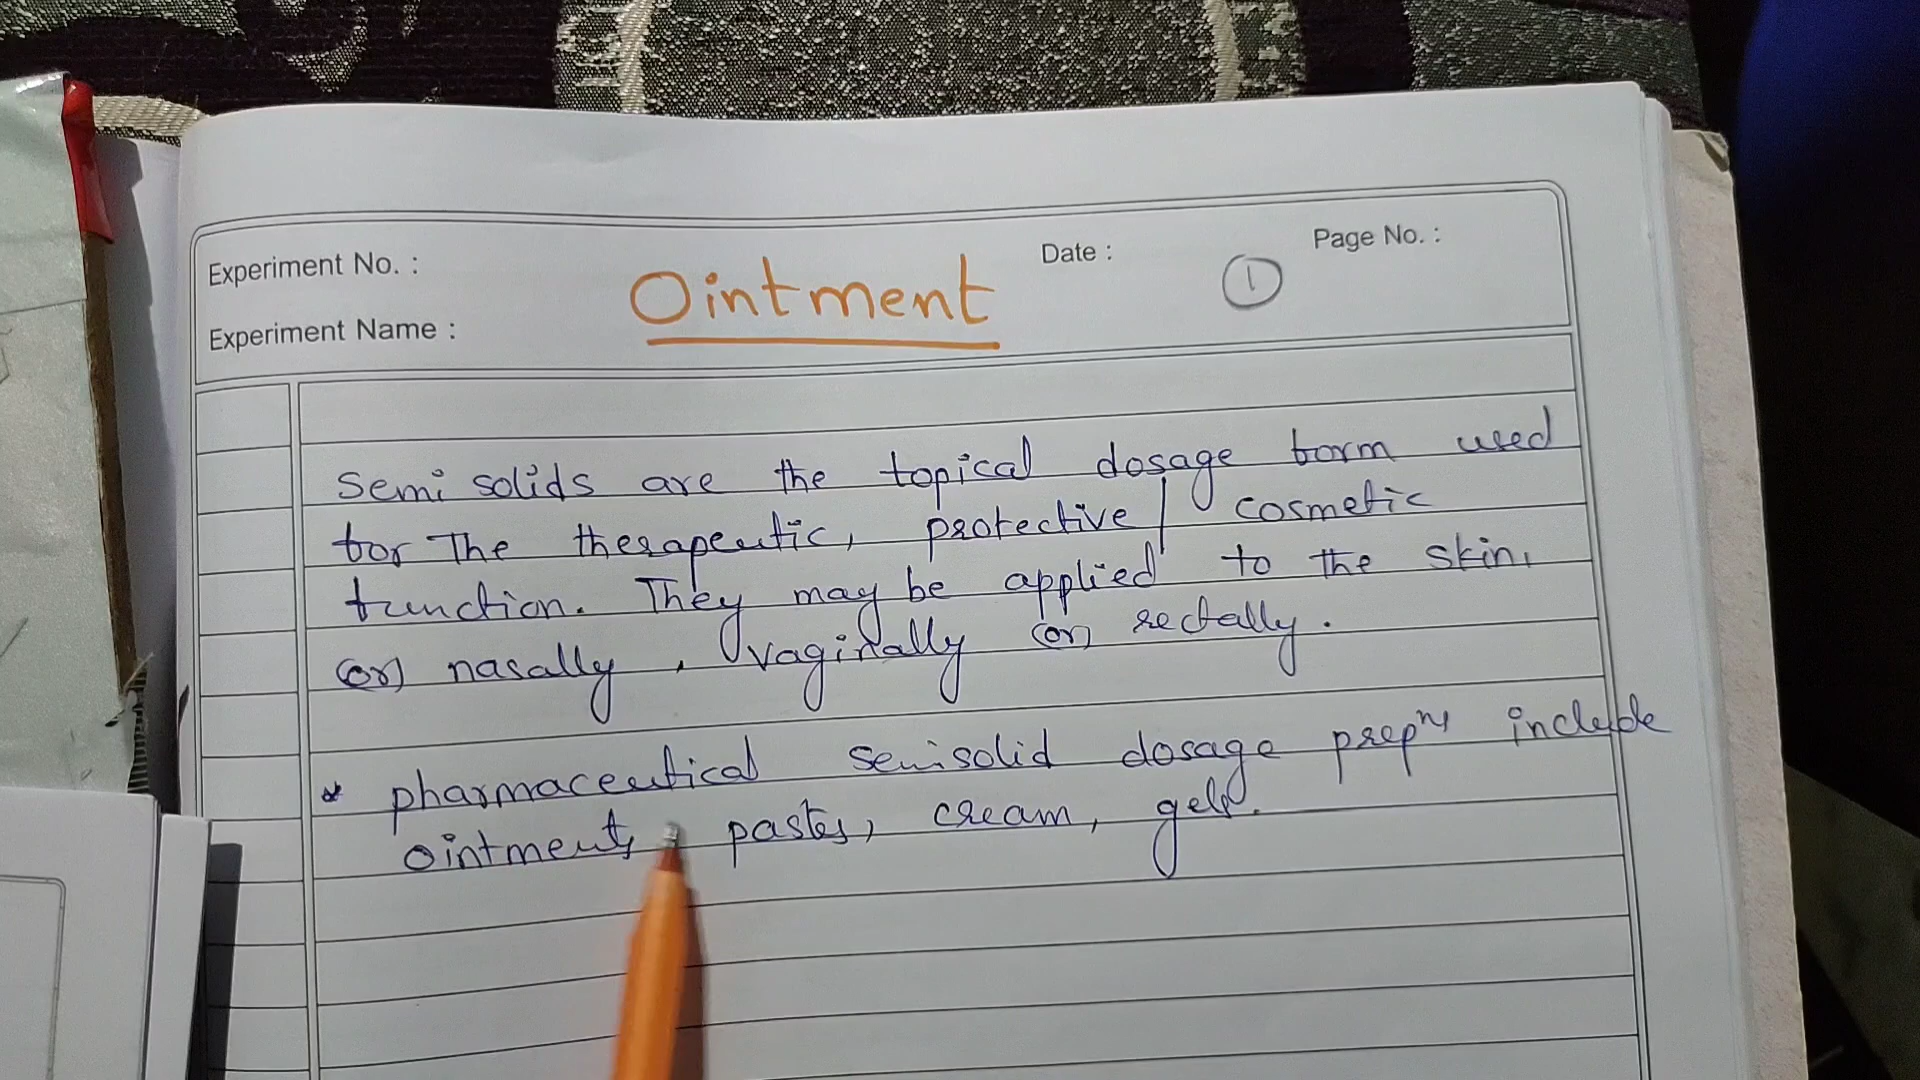 Experiment No. :
Ointment
Date :
1
Page No. :
Experiment Name :
Semi solids are the topical dosage form used
for The therapeutic, protective / cosmetic
function. They may be applied to the skin,
(or) nasally, vaginally (or) rectally.
* pharmaceutical semisolid dosage prepⁿˢ include
ointments, pastes, cream, gels.